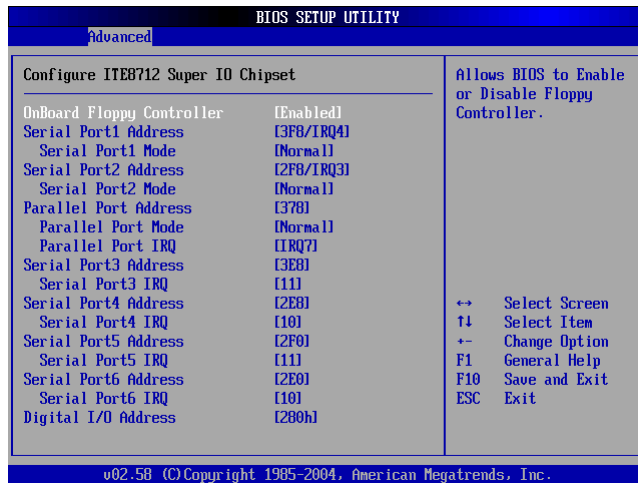 BIOS SETUP UTILITY
Advanced
Configure ITE8712 Super IO Chipset
OnBoard Floppy Controller [Enabled]
Serial Port1 Address [3F8/IRQ4]
Serial Port1 Mode [Normal]
Serial Port2 Address [2F8/IRQ3]
Serial Port2 Mode [Normal]
Parallel Port Address [378]
Parallel Port Mode [Normal]
Parallel Port IRQ [IRQ7]
Serial Port3 Address [3E8]
Serial Port3 IRQ [11]
Serial Port4 Address [2E8]
Serial Port4 IRQ [10]
Serial Port5 Address [2F0]
Serial Port5 IRQ [11]
Serial Port6 Address [2E0]
Serial Port6 IRQ [10]
Digital I/O Address [280h]
Allows BIOS to Enable
or Disable Floppy
Controller.
↔ Select Screen
↑↓ Select Item
+- Change Option
F1 General Help
F10 Save and Exit
ESC Exit
v02.58 (C)Copyright 1985-2004, American Megatrends, Inc.